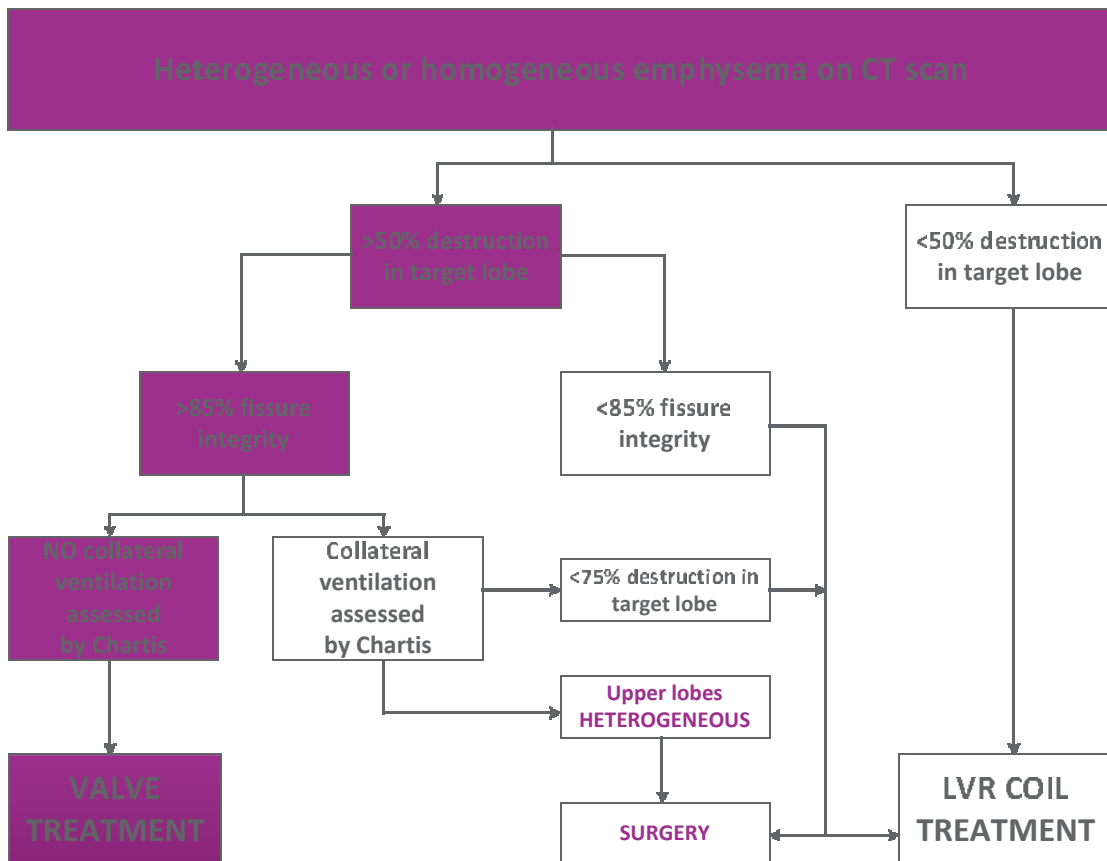 Heterogeneous or homogeneous emphysema on CT scan
>50% destruction
in target lobe
<50% destruction
in target lobe
>85% fissure
integrity
<85% fissure
integrity
NO collateral
ventilation
assessed
by Chartis
Collateral
ventilation
assessed
by Chartis
<75% destruction in
target lobe
Upper lobes
HETEROGENEOUS
VALVE
TREATMENT
SURGERY
LVR COIL
TREATMENT